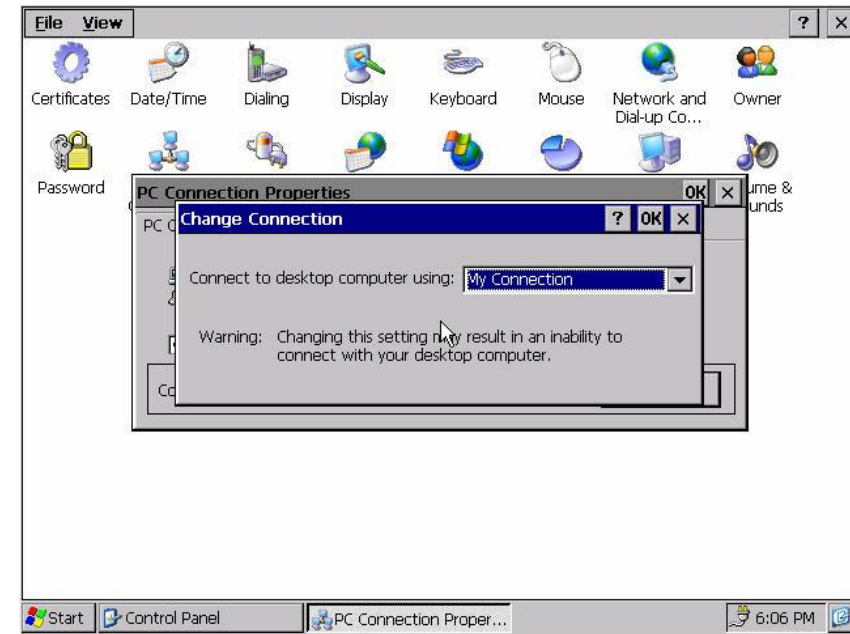 File View ? ×
Certificates Date/Time Dialing Display Keyboard Mouse Network and Dial-up Co... Owner
Password
ume &
unds
PC Connection Properties OK ×
PC C
Change Connection ? OK ×
Connect to desktop computer using: My Connection
Warning: Changing this setting may result in an inability to
connect with your desktop computer.
Co
Start Control Panel PC Connection Proper... 6:06 PM